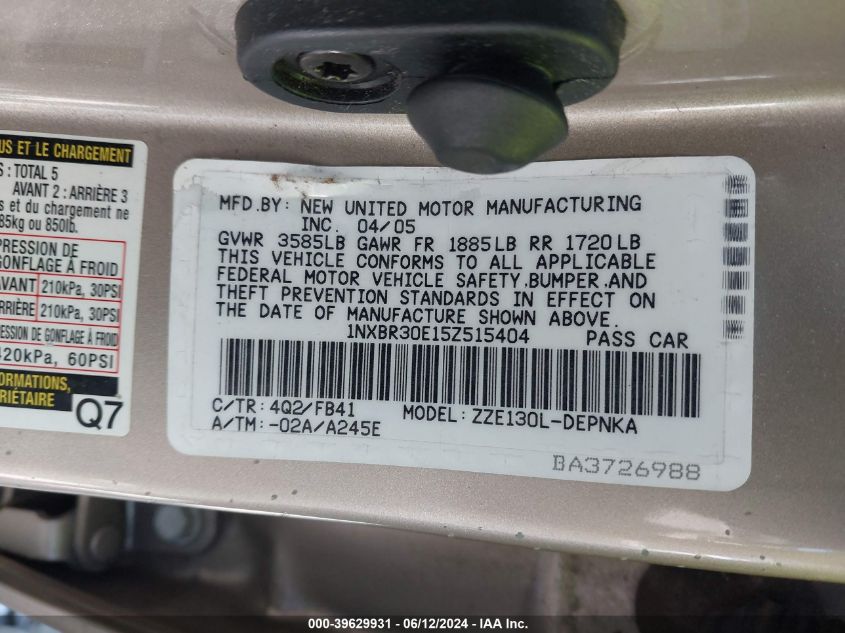 US ET LE CHARGEMENT
S : TOTAL 5
AVANT 2 : ARRIÈRE 3
s et du chargement ne
85kg ou 850lb.
PRESSION DE
GONFLAGE À FROID
AVANT 210kPa, 30PSI
RRIÈRE 210kPa, 30PSI
ESSION DE GONFLAGE À FROID
420kPa, 60PSI
FORMATIONS,
PRIÉTAIRE
Q7
MFD.BY: NEW UNITED MOTOR MANUFACTURING
INC. 04/05
GVWR 3585LB GAWR FR 1885LB RR 1720LB
THIS VEHICLE CONFORMS TO ALL APPLICABLE
FEDERAL MOTOR VEHICLE SAFETY,BUMPER,AND
THEFT PREVENTION STANDARDS IN EFFECT ON
THE DATE OF MANUFACTURE SHOWN ABOVE.
1NXBR30E15Z515404 PASS CAR
C/TR: 4Q2/FB41 MODEL: ZZE130L-DEPNKA
A/TM: -02A/A245E
BA3726988
000-39629931 - 06/12/2024 - IAA Inc.